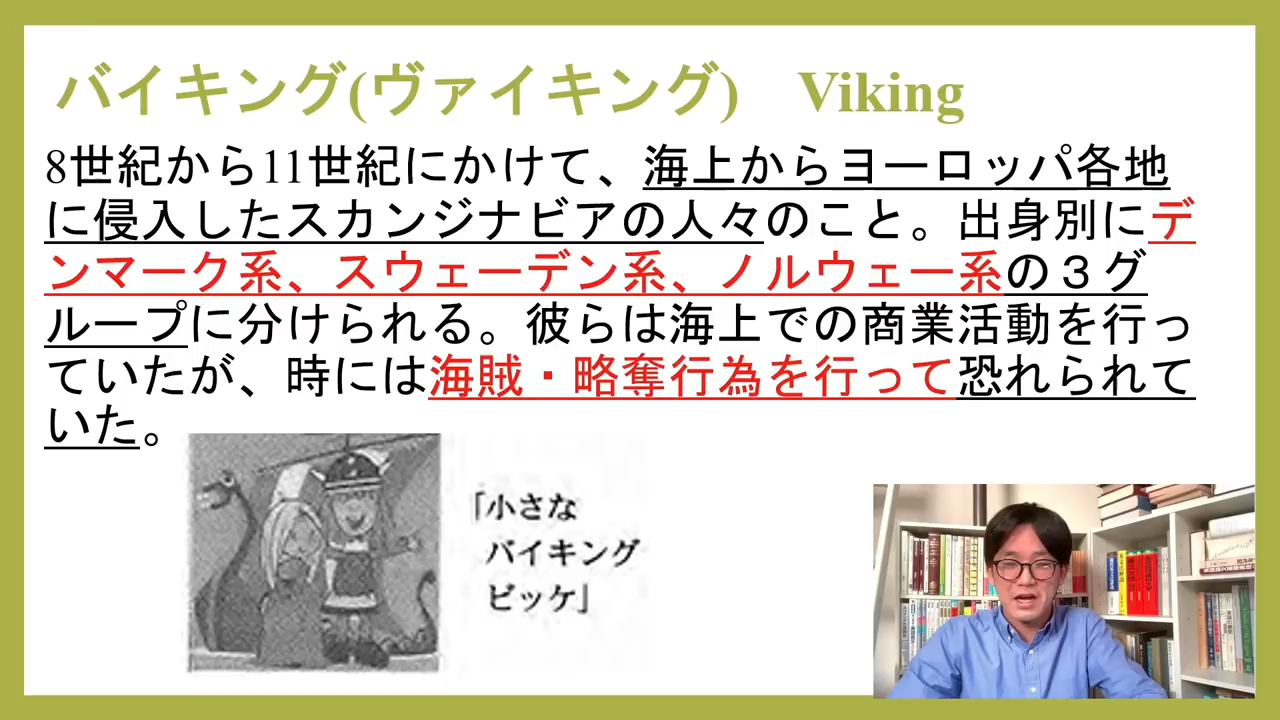 バイキング(ヴァイキング)　Viking
8世紀から11世紀にかけて、海上からヨーロッパ各地
に侵入したスカンジナビアの人々のこと。出身別にデ
ンマーク系、スウェーデン系、ノルウェー系の３グ
ループに分けられる。彼らは海上での商業活動を行っ
ていたが、時には海賊・略奪行為を行って恐れられて
いた。
「小さな
バイキング
ビッケ」